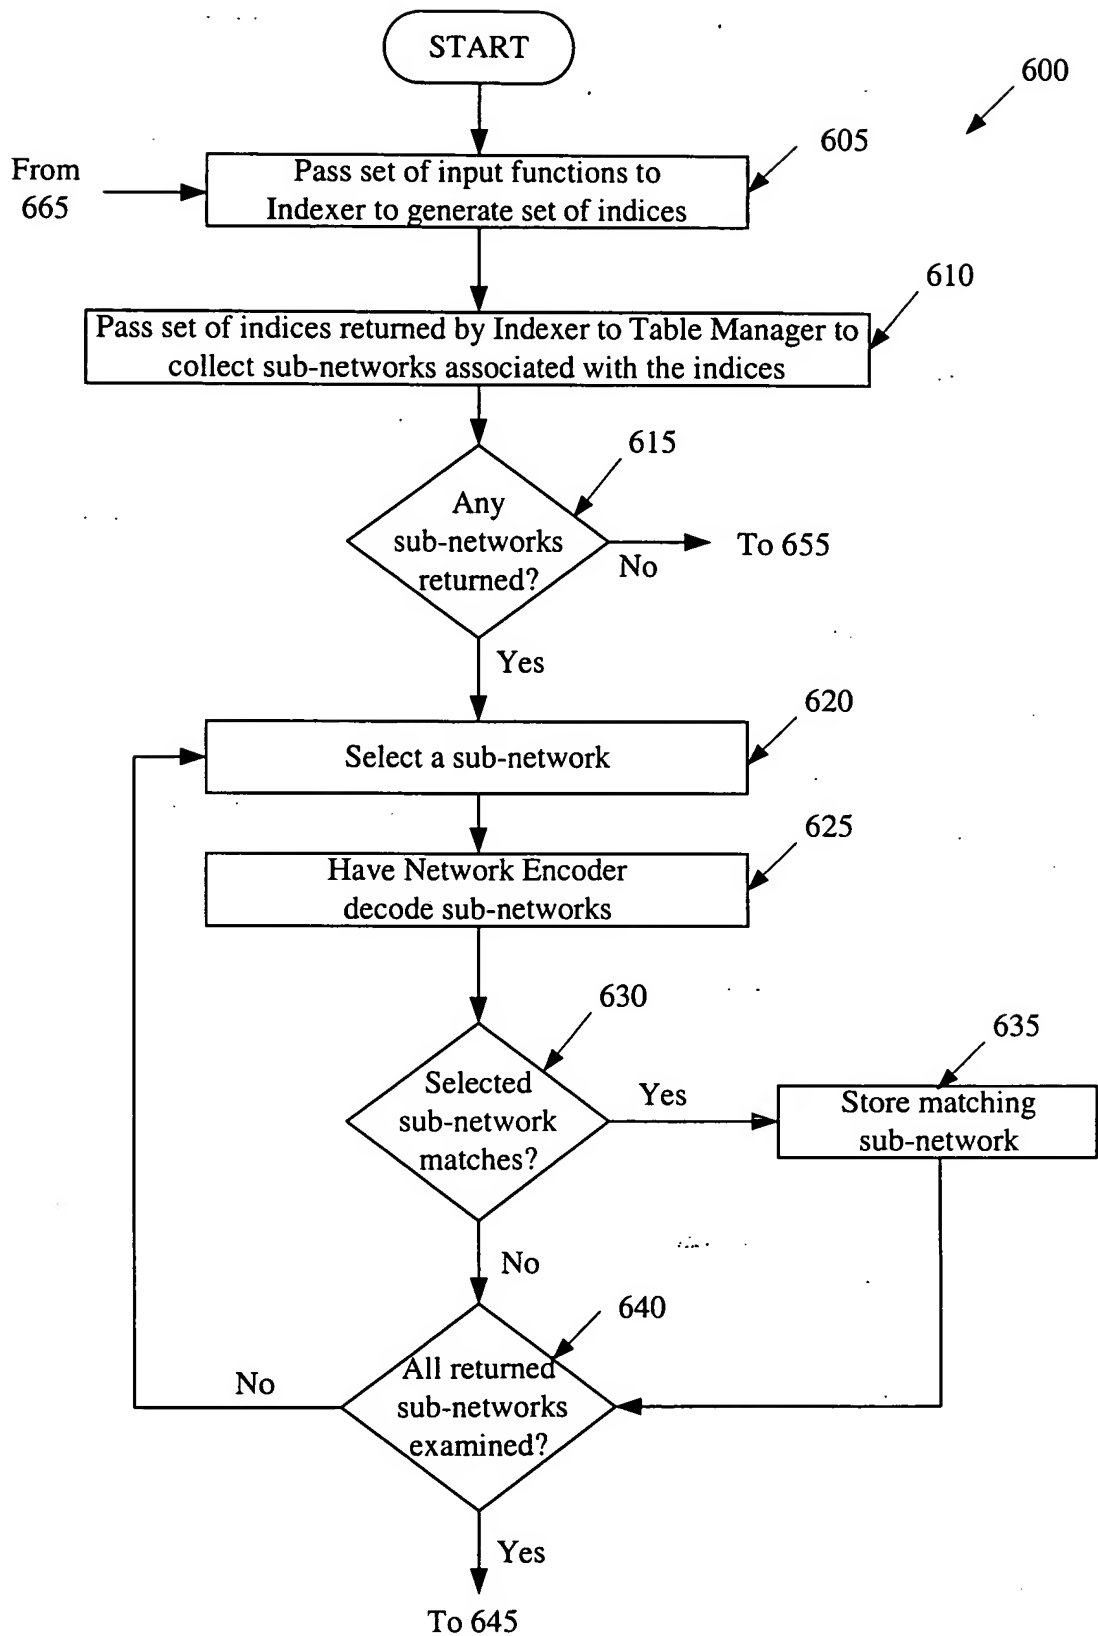 START
600
605
From
665
Pass set of input functions to
Indexer to generate set of indices
610
Pass set of indices returned by Indexer to Table Manager to
collect sub-networks associated with the indices
615
Any
sub-networks
returned?
No
To 655
Yes
620
Select a sub-network
625
Have Network Encoder
decode sub-networks
630
Selected
sub-network
matches?
Yes
635
Store matching
sub-network
No
640
All returned
sub-networks
examined?
No
Yes
To 645